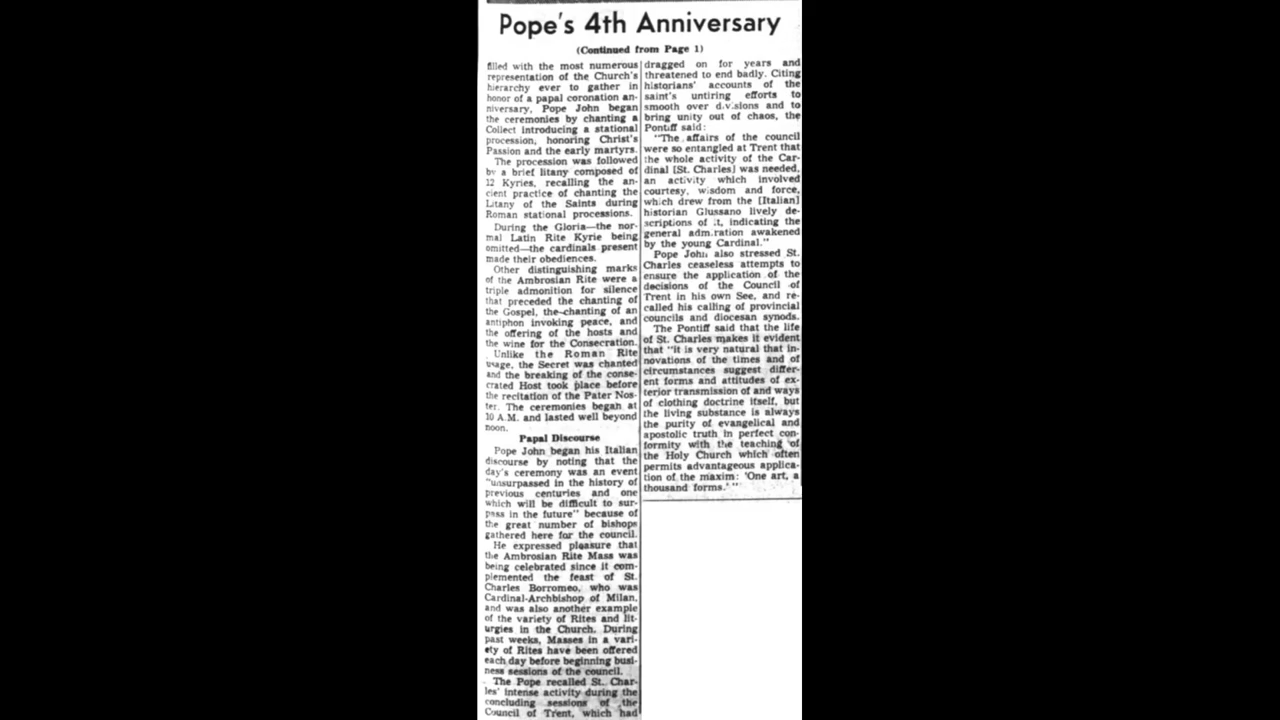 Pope's 4th Anniversary
(Continued from Page 1)
filled with the most numerous
representation of the Church's
hierarchy ever to gather in
honor of a papal coronation an-
niversary, Pope John began
the ceremonies by chanting a
Collect introducing a stational
procession, honoring Christ's
Passion and the early martyrs.
The procession was followed
by a brief litany composed of
12 Kyries, recalling the an-
cient practice of chanting the
Litany of the Saints during
Roman stational processions.
During the Gloria—the nor-
mal Latin Rite Kyrie being
omitted—the cardinals present
made their obediences.
Other distinguishing marks
of the Ambrosian Rite were a
triple admonition for silence
that preceded the chanting of
the Gospel, the-chanting of an
antiphon invoking peace, and
the offering of the hosts and
the wine for the Consecration.
Unlike the Roman Rite
usage, the Secret was chanted
and the breaking of the conse-
crated Host took place before
the recitation of the Pater Nos-
ter. The ceremonies began at
10 A.M. and lasted well beyond
noon.
Papal Discourse
Pope John began his Italian
discourse by noting that the
day's ceremony was an event
"unsurpassed in the history of
previous centuries and one
which will be difficult to sur-
pass in the future" because of
the great number of bishops
gathered here for the council.
He expressed pleasure that
the Ambrosian Rite Mass was
being celebrated since it com-
plemented the feast of St.
Charles Borromeo, who was
Cardinal-Archbishop of Milan,
and was also another example
of the variety of Rites and lit-
urgies in the Church. During
past weeks, Masses in a vari-
ety of Rites have been offered
each day before beginning busi-
ness sessions of the council.
The Pope recalled St. Char-
les' intense activity during the
concluding sessions of the
Council of Trent, which had
dragged on for years and
threatened to end badly. Citing
historians' accounts of the
saint's untiring efforts to
smooth over divisions and to
bring unity out of chaos, the
Pontiff said:
"The affairs of the council
were so entangled at Trent that
the whole activity of the Car-
dinal [St. Charles] was needed,
an activity which involved
courtesy, wisdom and force,
which drew from the [Italian]
historian Giussano lively de-
scriptions of it, indicating the
general admiration awakened
by the young Cardinal."
Pope John also stressed St.
Charles ceaseless attempts to
ensure the application of the
decisions of the Council of
Trent in his own See, and re-
called his calling of provincial
councils and diocesan synods.
The Pontiff said that the life
of St. Charles makes it evident
that "it is very natural that in-
novations of the times and of
circumstances suggest differ-
ent forms and attitudes of ex-
terior transmission of and ways
of clothing doctrine itself, but
the living substance is always
the purity of evangelical and
apostolic truth in perfect con-
formity with the teaching of
the Holy Church which often
permits advantageous applica-
tion of the maxim: 'One art, a
thousand forms.' "